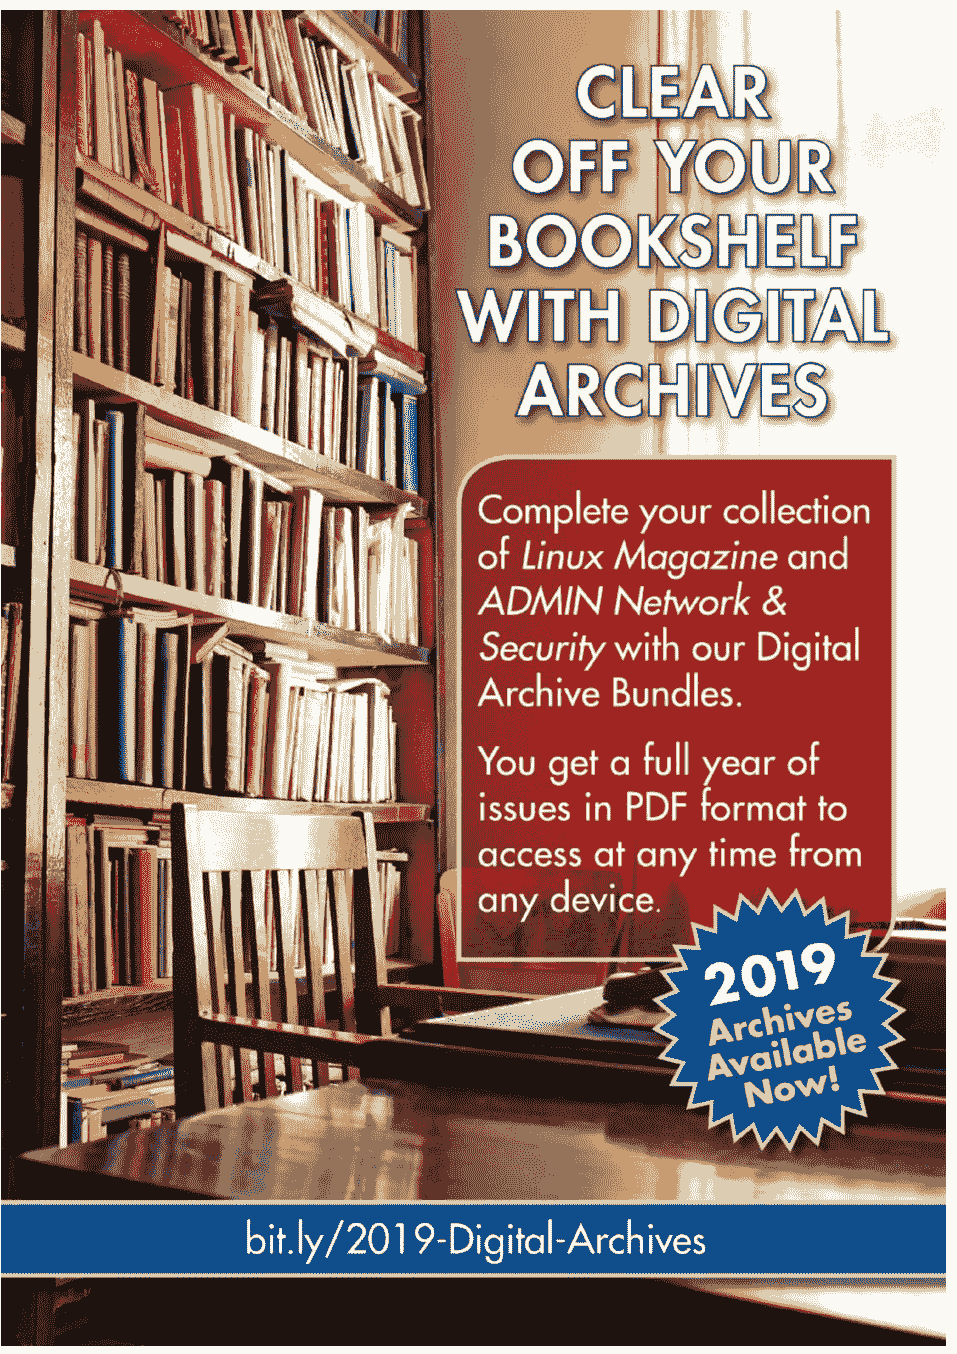 CLEAR
OFF YOUR
BOOKSHELF
WITH DIGITAL
ARCHIVES
Complete your collection
of Linux Magazine and
ADMIN Network &
Security with our Digital
Archive Bundles.
You get a full year of
issues in PDF format to
access at any time from
any device.
2019
Archives
Available
Now!
bit.ly/2019-Digital-Archives